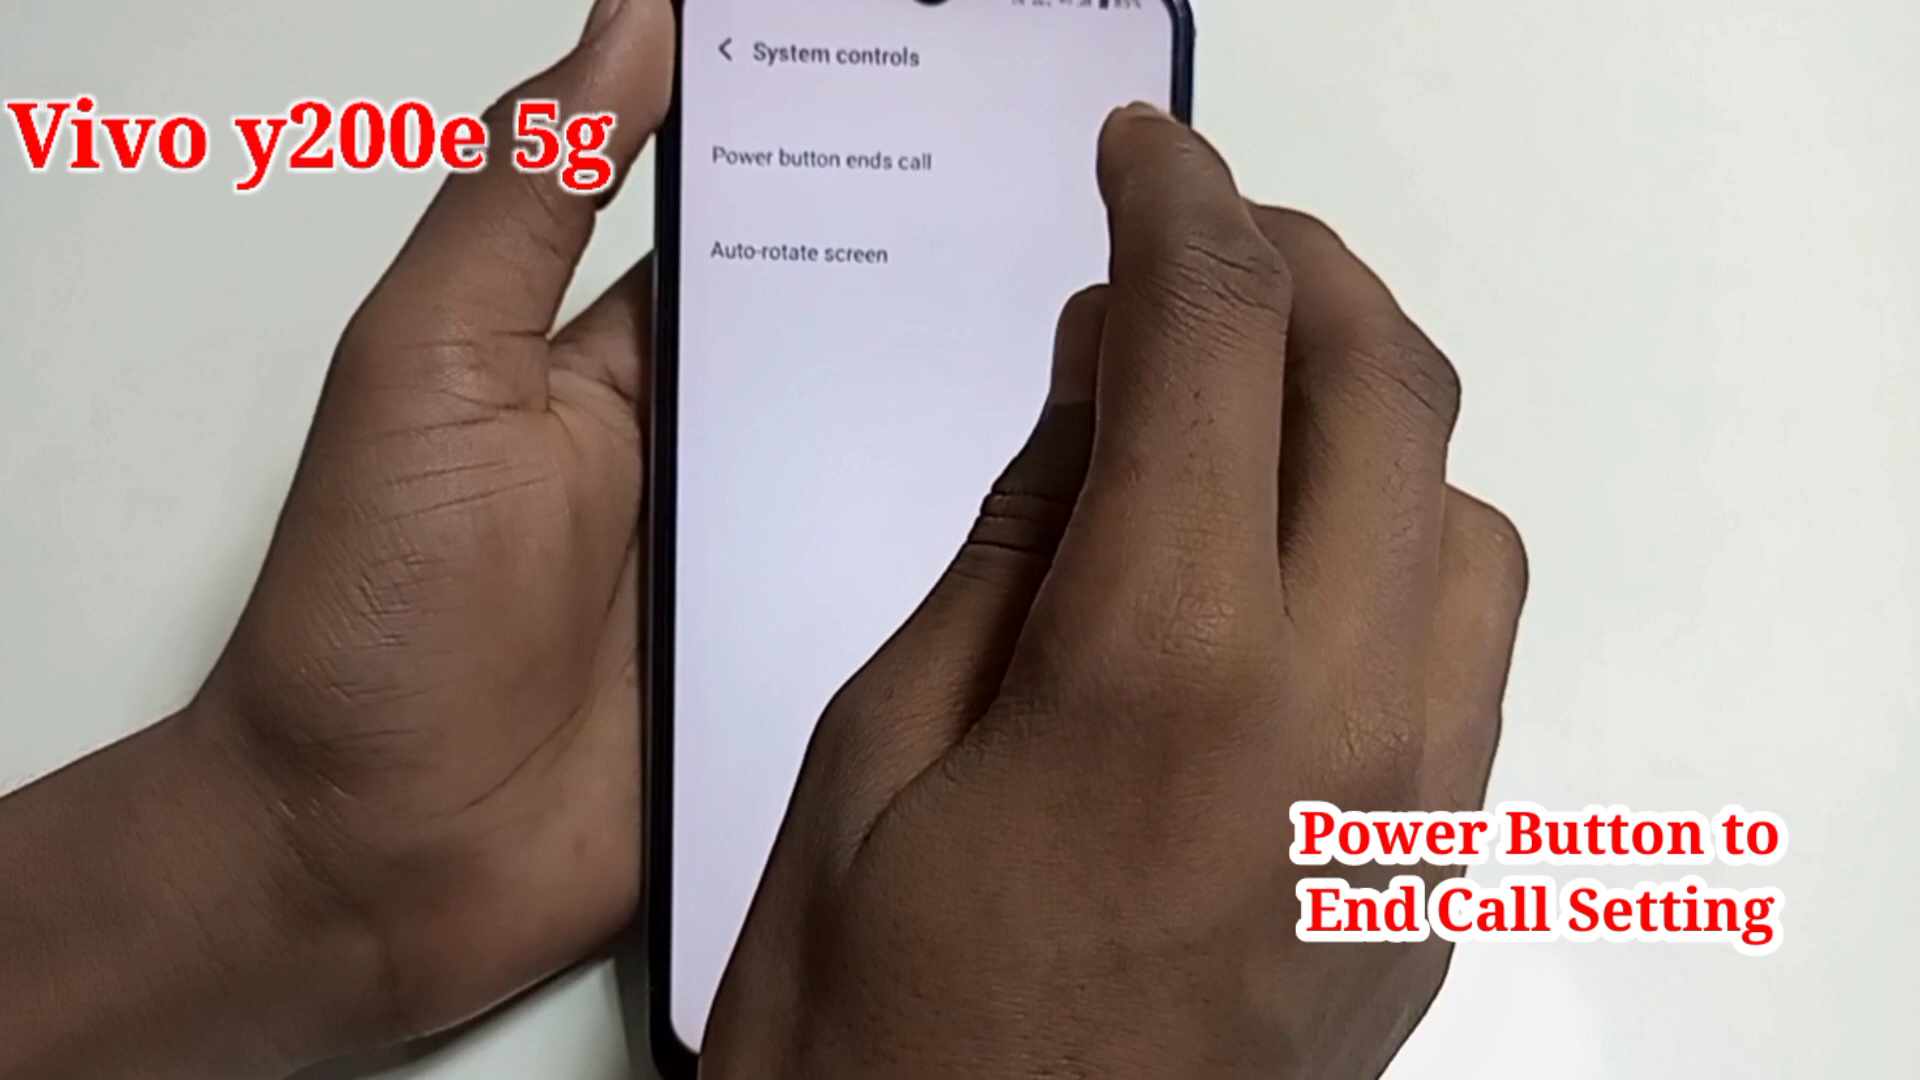 System controls
Vivo y200e 5g
Power button ends call
Auto-rotate screen
Power Button to
End Call Setting